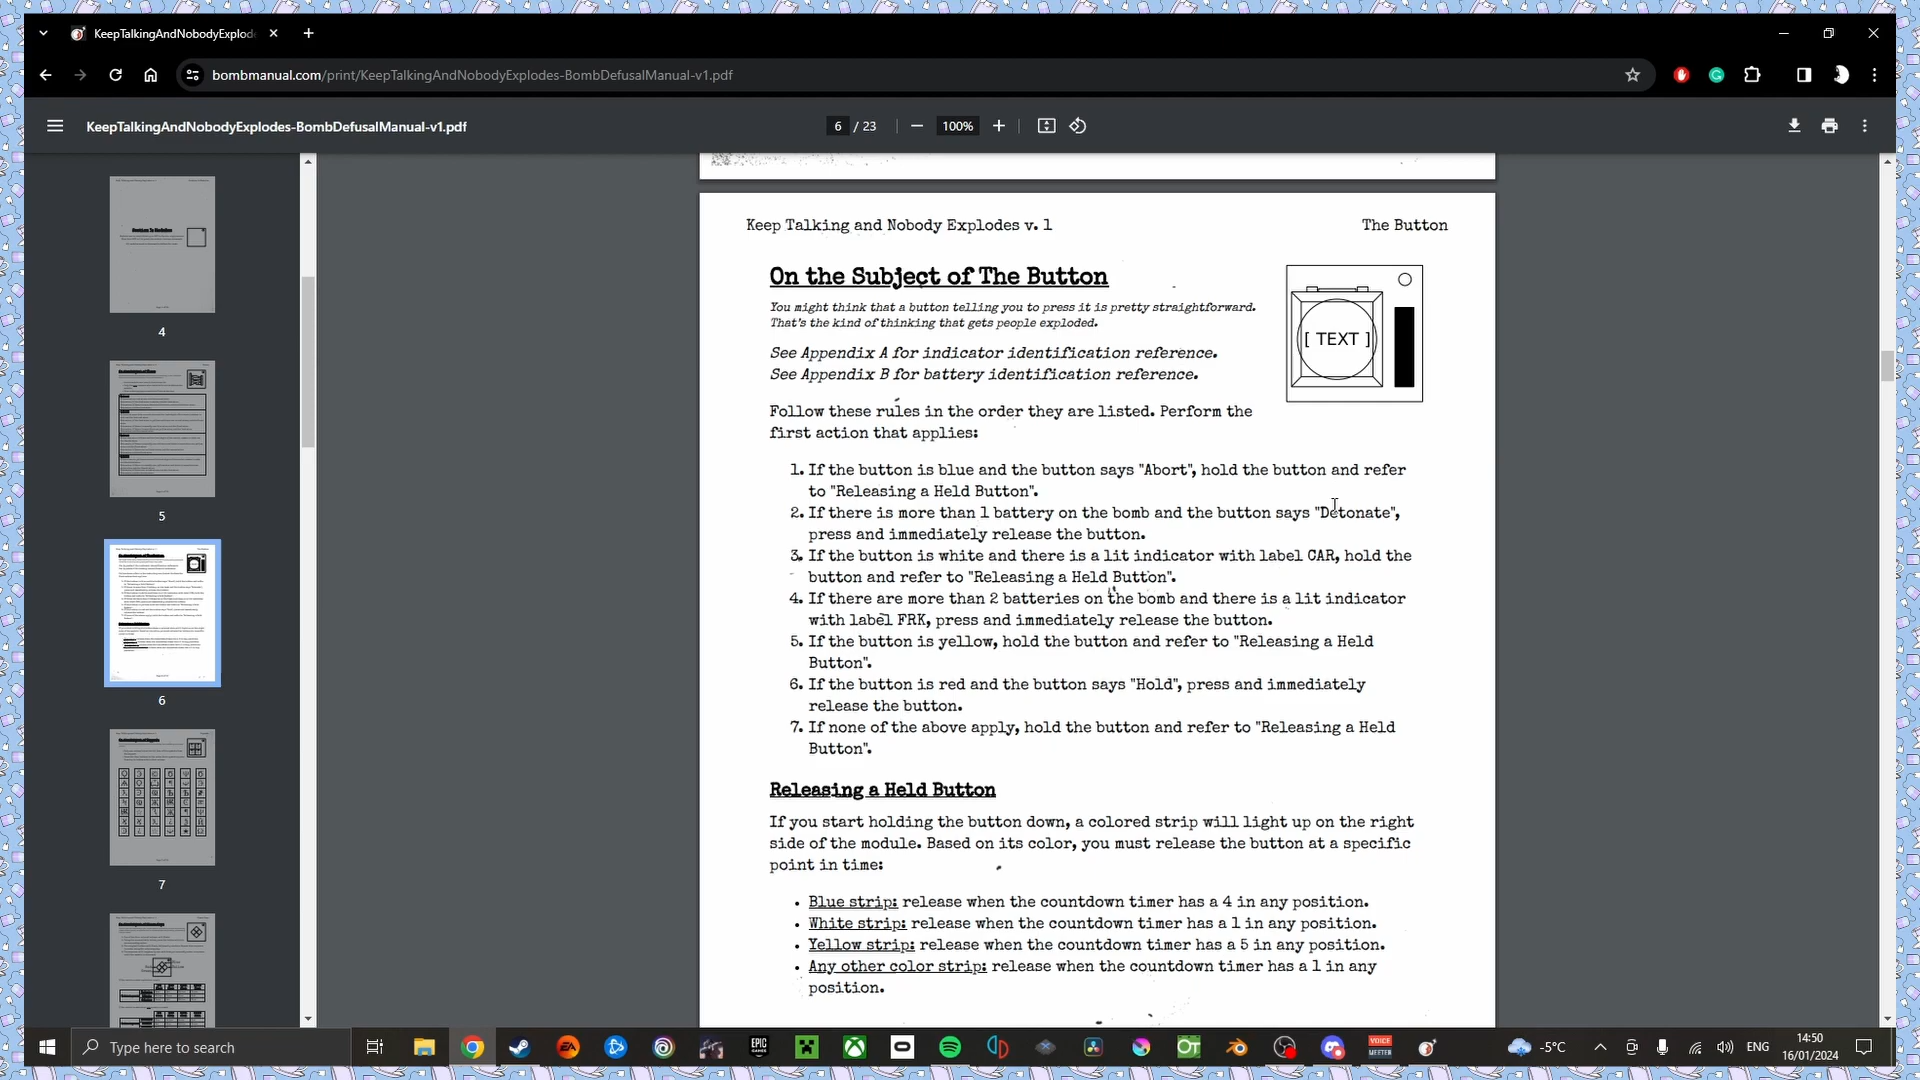 KeepTalkingAndNobodyExplod
bombmanual.com/print/KeepTalkingAndNobodyExplodes-BombDefusalManual-v1.pdf
KeepTalkingAndNobodyExplodes-BombDefusalManual-v1.pdf
6 / 23
100%
4
5
6
7
Keep Talking and Nobody Explodes v. 1
The Button
On the Subject of The Button
You might think that a button telling you to press it is pretty straightforward.
That's the kind of thinking that gets people exploded.
[ TEXT ]
See Appendix A for indicator identification reference.
See Appendix B for battery identification reference.
Follow these rules in the order they are listed. Perform the
first action that applies:
1. If the button is blue and the button says "Abort", hold the button and refer
to "Releasing a Held Button".
2. If there is more than 1 battery on the bomb and the button says "Detonate",
press and immediately release the button.
3. If the button is white and there is a lit indicator with label CAR, hold the
button and refer to "Releasing a Held Button".
4. If there are more than 2 batteries on the bomb and there is a lit indicator
with label FRK, press and immediately release the button.
5. If the button is yellow, hold the button and refer to "Releasing a Held
Button".
6. If the button is red and the button says "Hold", press and immediately
release the button.
7. If none of the above apply, hold the button and refer to "Releasing a Held
Button".
Releasing a Held Button
If you start holding the button down, a colored strip will light up on the right
side of the module. Based on its color, you must release the button at a specific
point in time:
• Blue strip: release when the countdown timer has a 4 in any position.
• White strip: release when the countdown timer has a 1 in any position.
• Yellow strip: release when the countdown timer has a 5 in any position.
• Any other color strip: release when the countdown timer has a 1 in any
position.
Type here to search
EPIC
GAMES
VOICE
MEETER
-5°C
ENG
14:50
16/01/2024